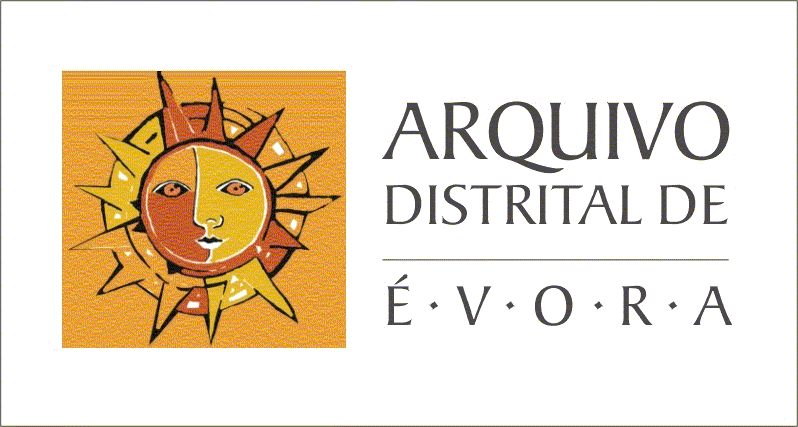 ARQUIVO
DISTRITAL DE
É · V · O · R · A